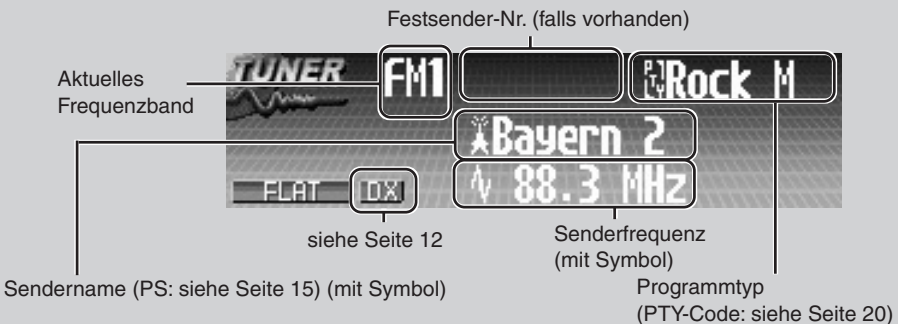 Festsender-Nr. (falls vorhanden)
Aktuelles
Frequenzband
TUNER
FM1
PTY Rock M
Bayern 2
FLAT
DX
88.3 MHz
siehe Seite 12
Senderfrequenz
(mit Symbol)
Sendername (PS: siehe Seite 15) (mit Symbol)
Programmtyp
(PTY-Code: siehe Seite 20)